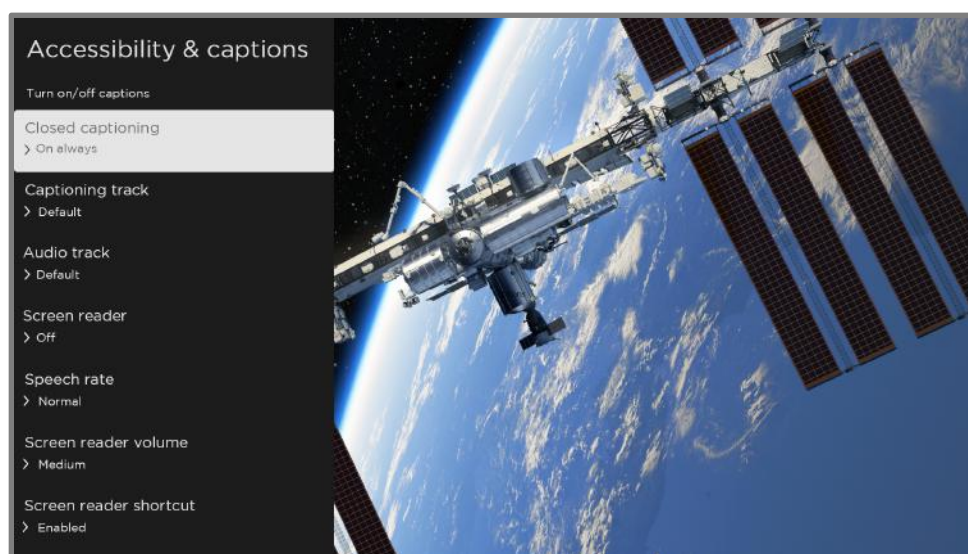 Accessibility & captions
Turn on/off captions
Closed captioning
> On always
Captioning track
> Default
Audio track
> Default
Screen reader
> Off
Speech rate
> Normal
Screen reader volume
> Medium
Screen reader shortcut
> Enabled